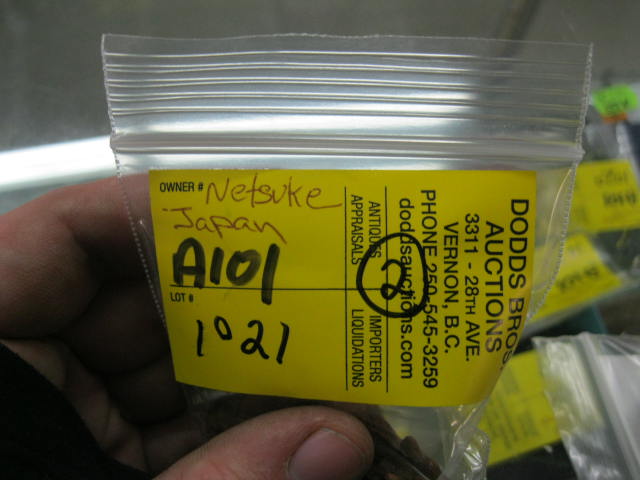 OWNER # Netsuke
Japan
A101
LOT #
1021
DODDS BROS
AUCTIONS
3311 - 28TH AVE.
VERNON, B.C.
PHONE 250-545-3259
doddsauctions.com
ANTIQUES IMPORTERS
APPRAISALS LIQUIDATIONS
2